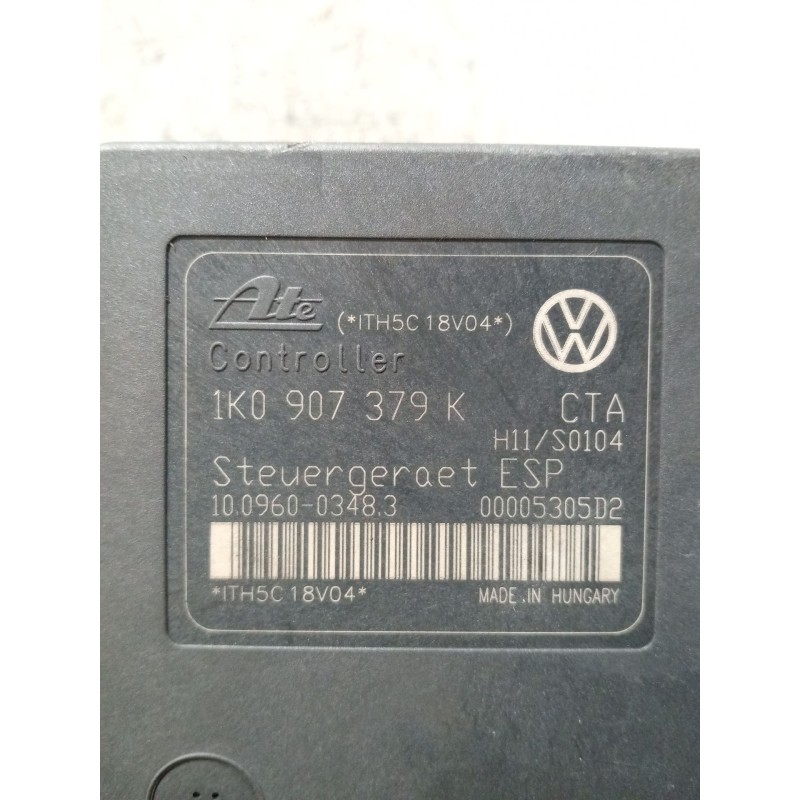 Ate (*ITH5C18V04*)
Controller
1K0 907 379 K CTA
H11/S0104
Steuergeraet ESP
10.0960-0348.3 00005305D2
*ITH5C18V04* MADE.IN HUNGARY